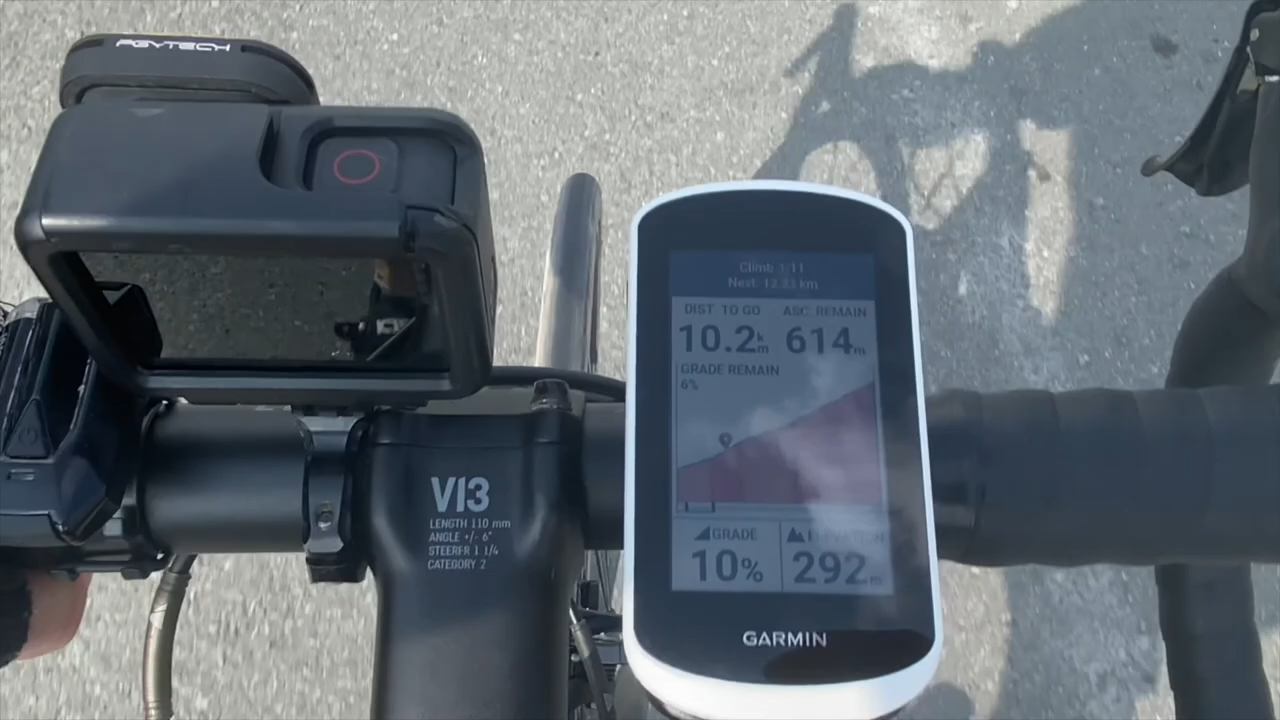 PGYTECH
Climb 1/11
Next: 12.33 km
DIST TO GO
ASC REMAIN
10.2 km
614 m
GRADE REMAIN
6%
GRADE
ELEVATION
10%
292 m
GARMIN
VI3
LENGTH 110 mm
ANGLE +/- 6°
STEERER 1 1/4
CATEGORY 2